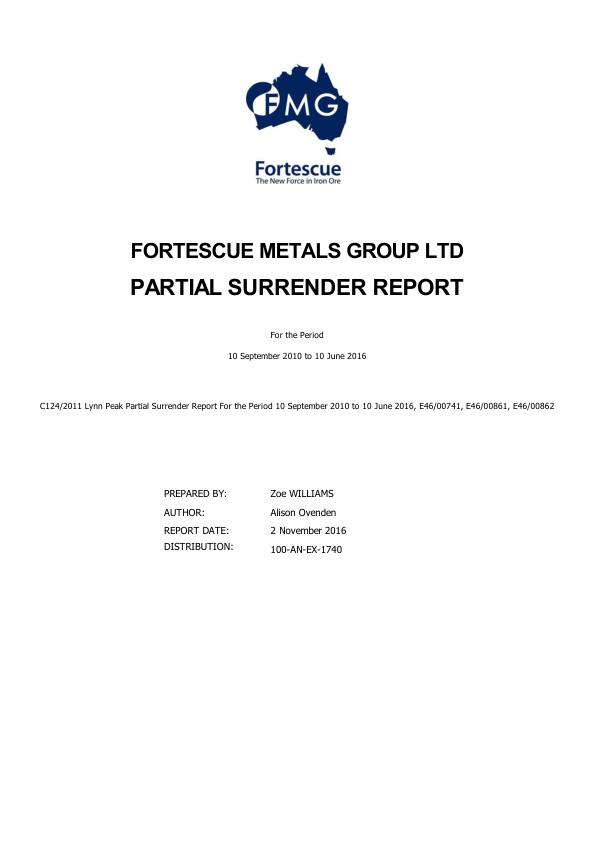 FMG
Fortescue
The New Force in Iron Ore
FORTESCUE METALS GROUP LTD
PARTIAL SURRENDER REPORT
For the Period
10 September 2010 to 10 June 2016
C124/2011 Lynn Peak Partial Surrender Report For the Period 10 September 2010 to 10 June 2016, E46/00741, E46/00861, E46/00862
PREPARED BY: Zoe WILLIAMS
AUTHOR: Alison Ovenden
REPORT DATE: 2 November 2016
DISTRIBUTION: 100-AN-EX-1740